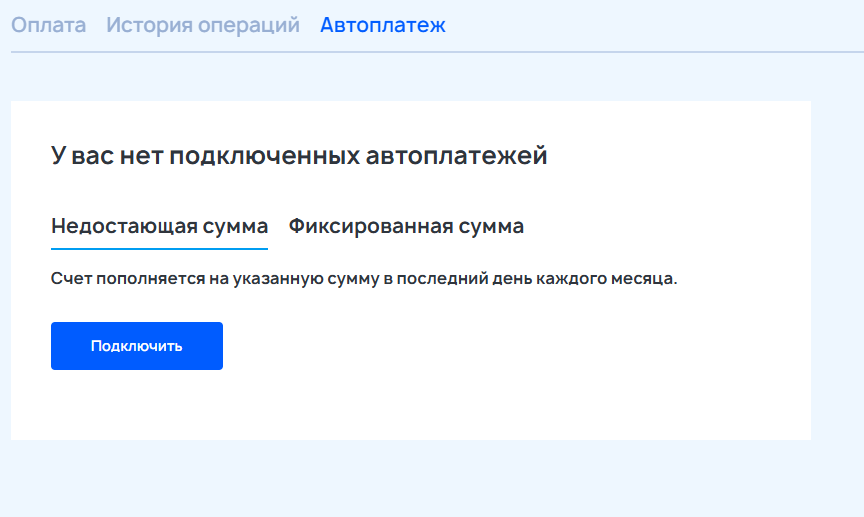 Оплата История операций Автоплатеж
У вас нет подключенных автоплатежей
Недостающая сумма Фиксированная сумма
Счет пополняется на указанную сумму в последний день каждого месяца.
Подключить